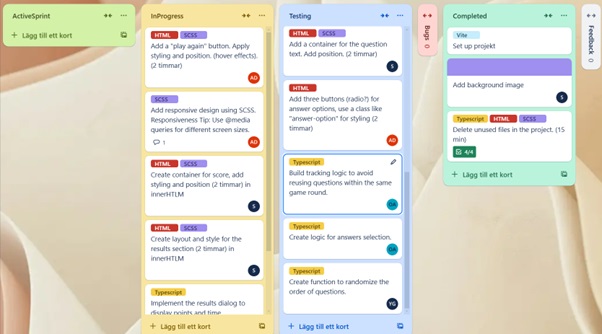 ActiveSprint
+ Lägg till ett kort
InProgress
HTML SCSS
Add a "play again" button. Apply
styling and position. (hover effects).
(2 timmar)
AD
SCSS
Add responsive design using SCSS.
Responsiveness Tip: Use @media
queries for different screen sizes.
1
AD
HTML SCSS
Create container for score, add
styling and position (2 timmar) in
innerHTLM
S
HTML SCSS
Create layout and style for the
results section (2 timmar) in
innerHTLM
S
Typescript
Implement the results dialog to
display points and time
+ Lägg till ett kort
Testing
HTML SCSS
Add a container for the question
text. Add position. (2 timmar)
S
HTML
Add three buttons (radio?) for
answer options, use a class like
"answer-option" for styling (2
timmar)
AD
Typescript
Build tracking logic to avoid
reusing questions within the same
game round.
OA
Typescript
Create logic for answers selection.
OA
Typescript
Create function to randomize the
order of questions.
YG
+ Lägg till ett kort
Bugs 0
Completed
Vite
Set up projekt
Add background image
S
Typescript HTML SCSS
Delete unused files in the project. (15
min)
4/4
+ Lägg till ett kort
Feedback 0